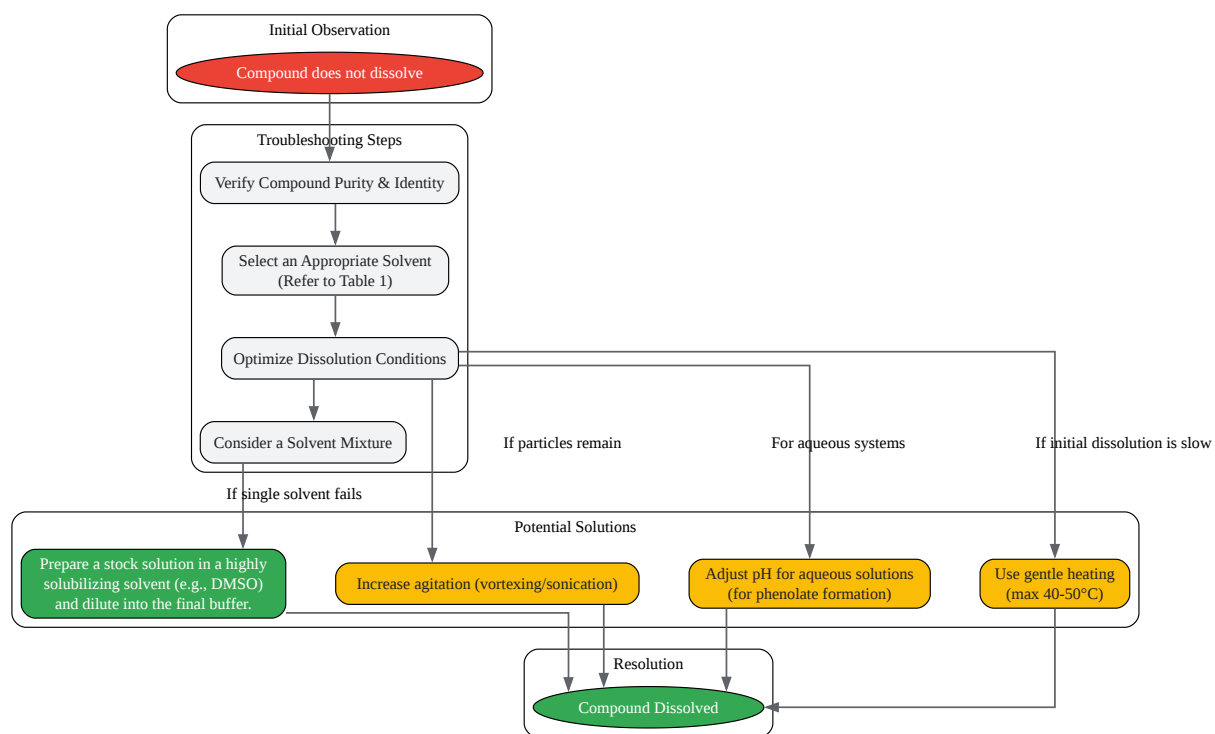 Initial Observation
Compound does not dissolve
Troubleshooting Steps
Verify Compound Purity & Identity
Select an Appropriate Solvent
(Refer to Table 1)
Optimize Dissolution Conditions
Consider a Solvent Mixture
If particles remain
For aqueous systems
If initial dissolution is slow
If single solvent fails
Potential Solutions
Prepare a stock solution in a highly
solubilizing solvent (e.g., DMSO)
and dilute into the final buffer.
Increase agitation (vortexing/sonication)
Adjust pH for aqueous solutions
(for phenolate formation)
Use gentle heating
(max 40-50°C)
Resolution
Compound Dissolved